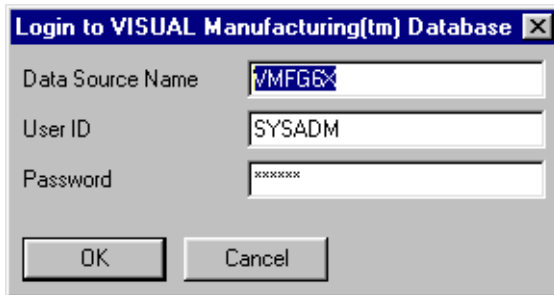 Login to VISUAL Manufacturing(tm) Database
Data Source Name VMFG6X
User ID SYSADM
Password ******
OK Cancel